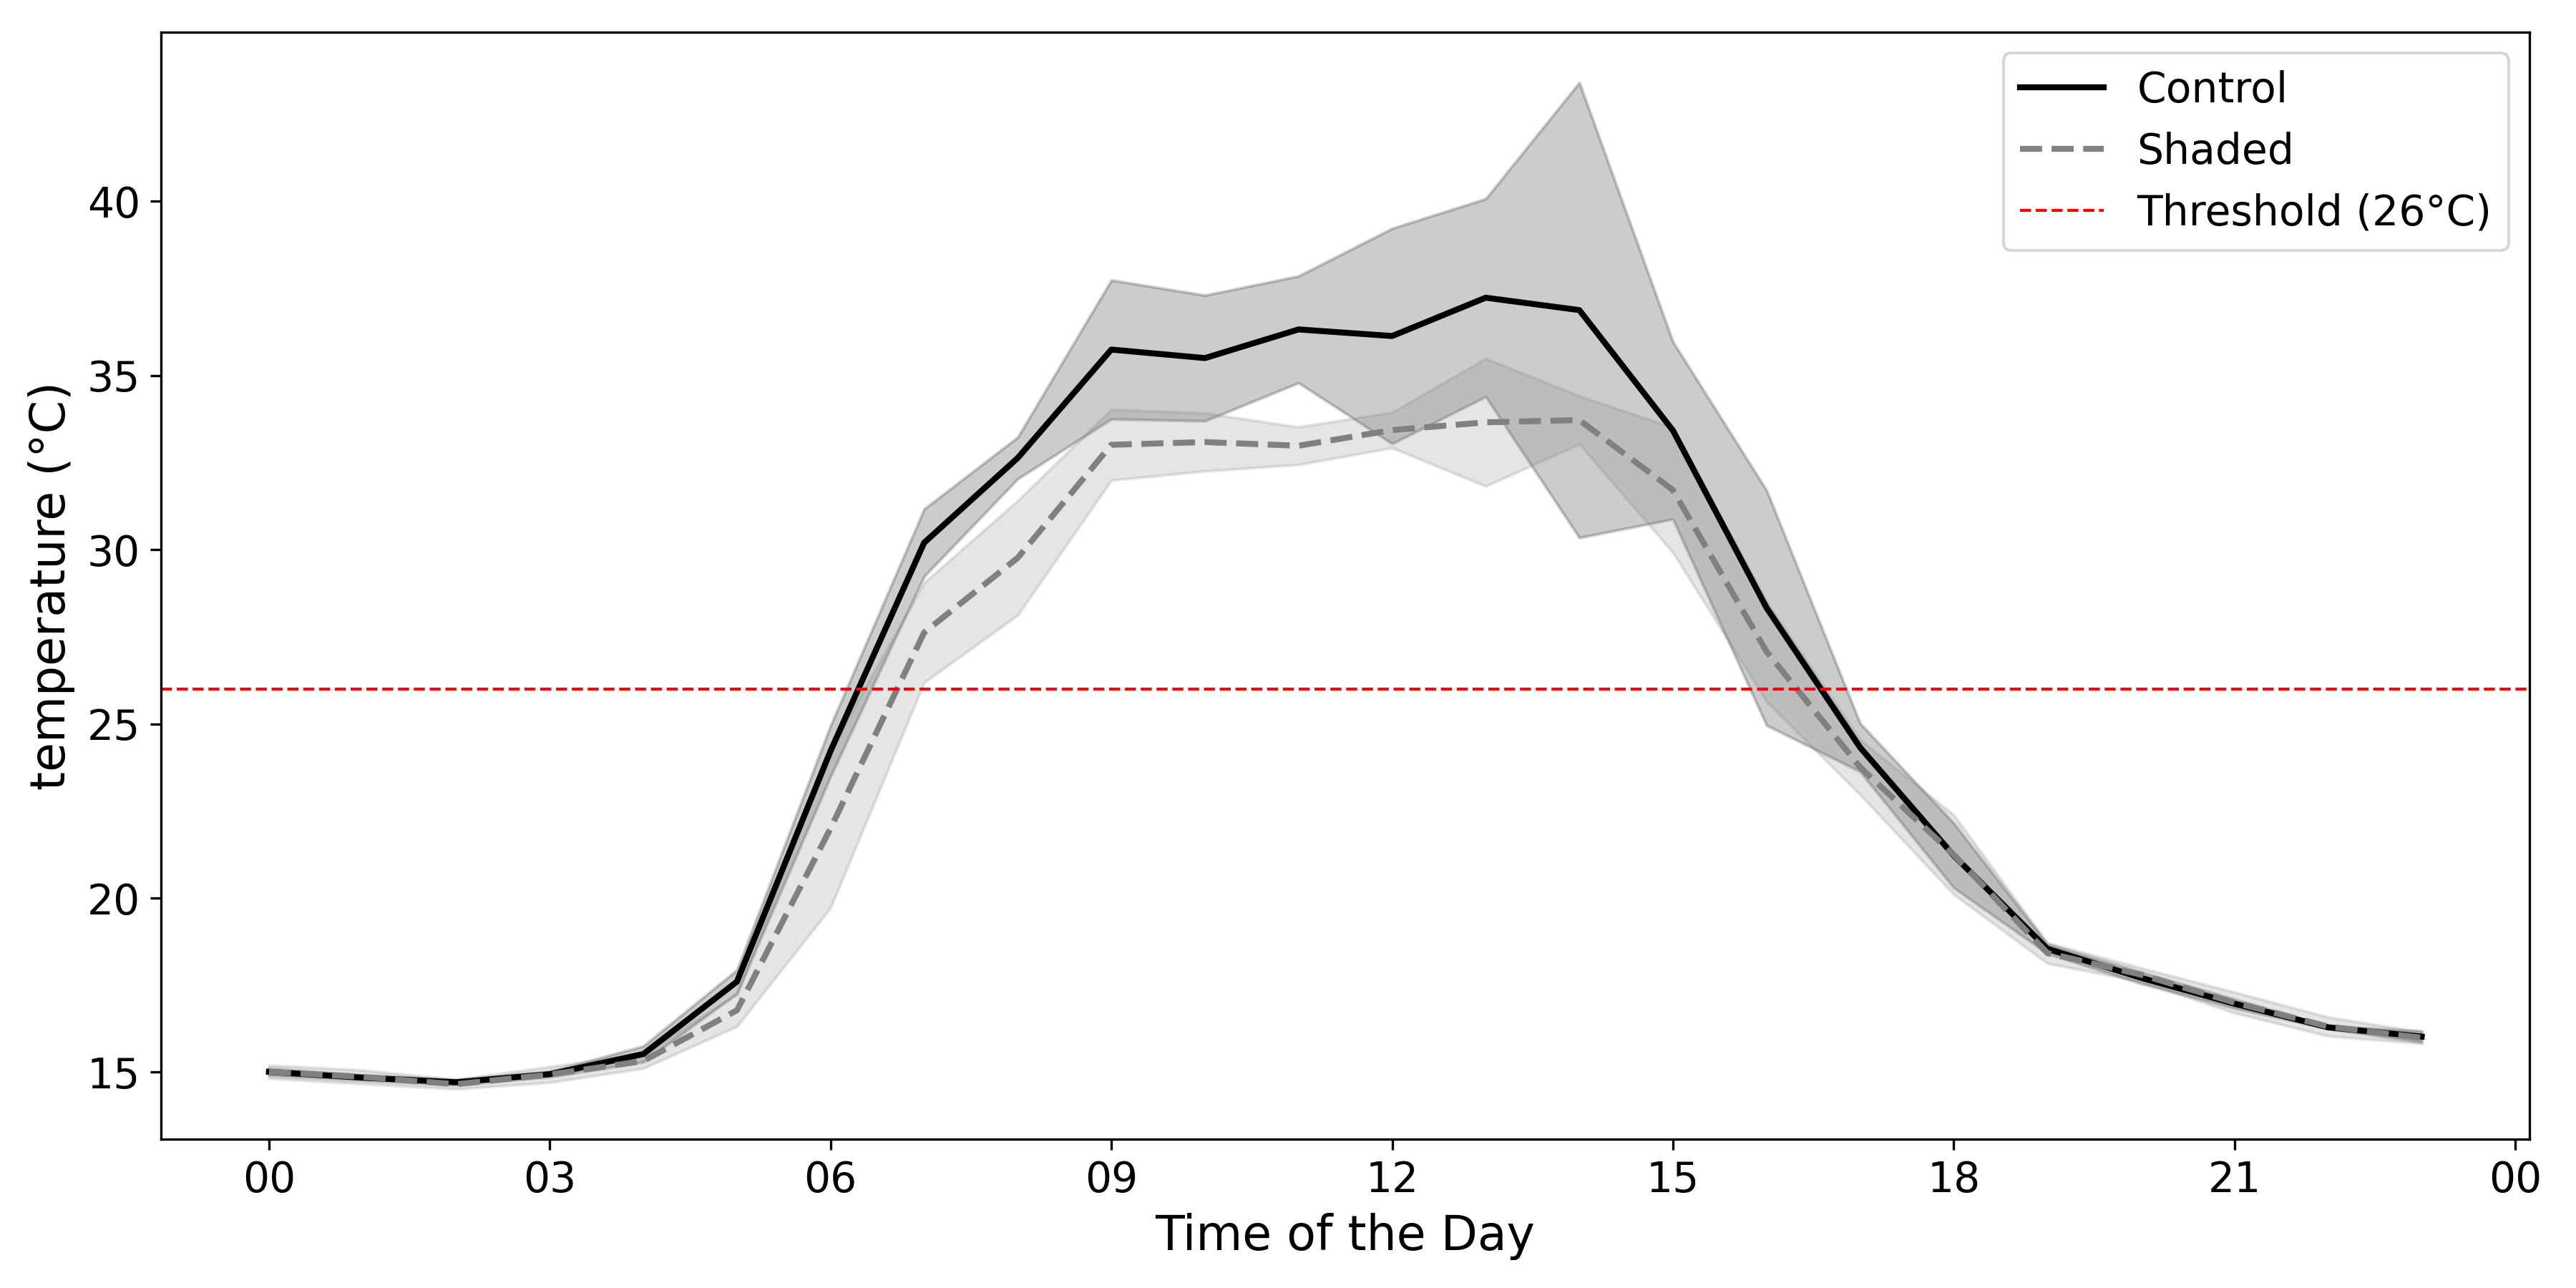 Control
Shaded
Threshold (26°C)
temperature (°C)
40
35
30
25
20
15
00 03 06 09 12 15 18 21 00
Time of the Day